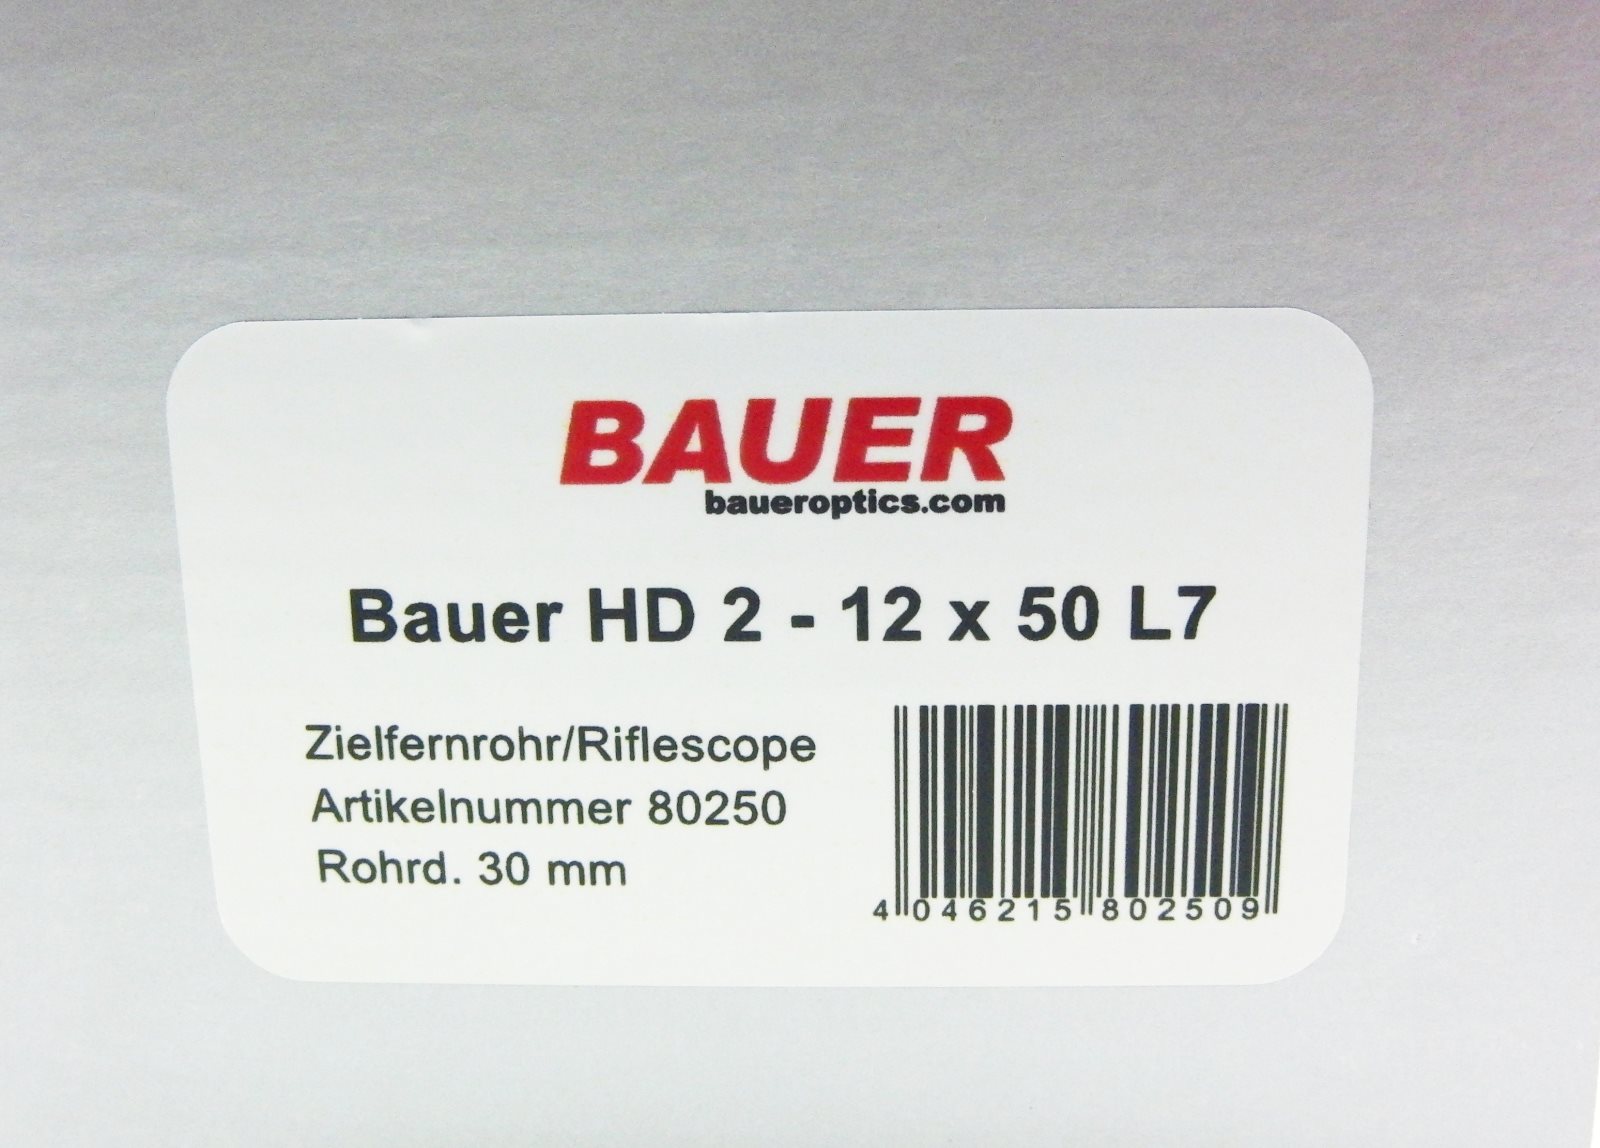 BAUER
baueroptics.com
Bauer HD 2 - 12 x 50 L7
Zielfernrohr/Riflescope
Artikelnummer 80250
Rohrd. 30 mm
4 046215 802509